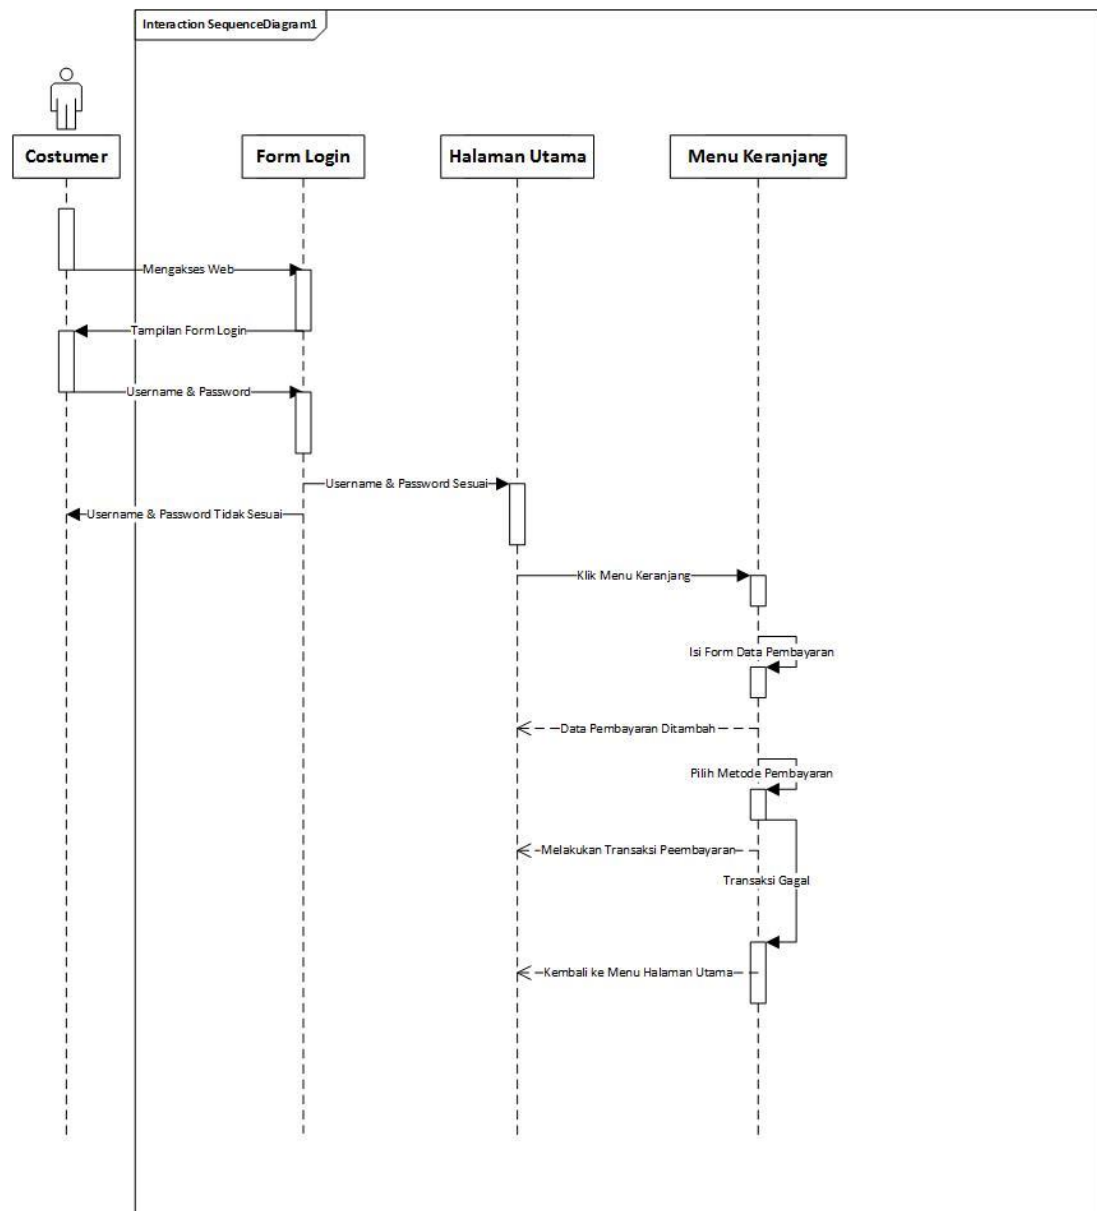 Interaction SequenceDiagram1
Costumer
Form Login
Halaman Utama
Menu Keranjang
Mengakses Web
Tampilan Form Login
Username & Password
Username & Password Sesuai
Username & Password Tidak Sesuai
Klik Menu Keranjang
Isi Form Data Pembayaran
Data Pembayaran Ditambah
Pilih Metode Pembayaran
Melakukan Transaksi Peembayaran
Transaksi Gagal
Kembali ke Menu Halaman Utama